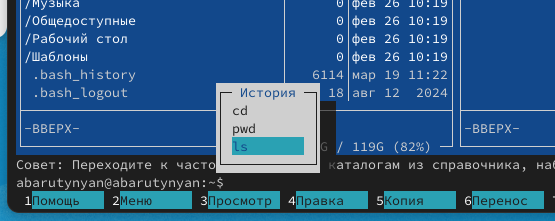 /Музыка 0 фев 26 10:19
/Общедоступные 0 фев 26 10:19
/Рабочий стол 0 фев 26 10:19
/Шаблоны 0 фев 26 10:19
.bash_history 6114 мар 19 11:22
.bash_logout 18 авг 12 2024
История
cd
pwd
ls
-ВВЕРХ- -ВВЕРХ-
G / 119G (82%)
Совет: Переходите к часто каталогам из справочника, наб
abarutynyan@abarutynyan:~$
1Помощь 2Меню 3Просмотр 4Правка 5Копия 6Перенос